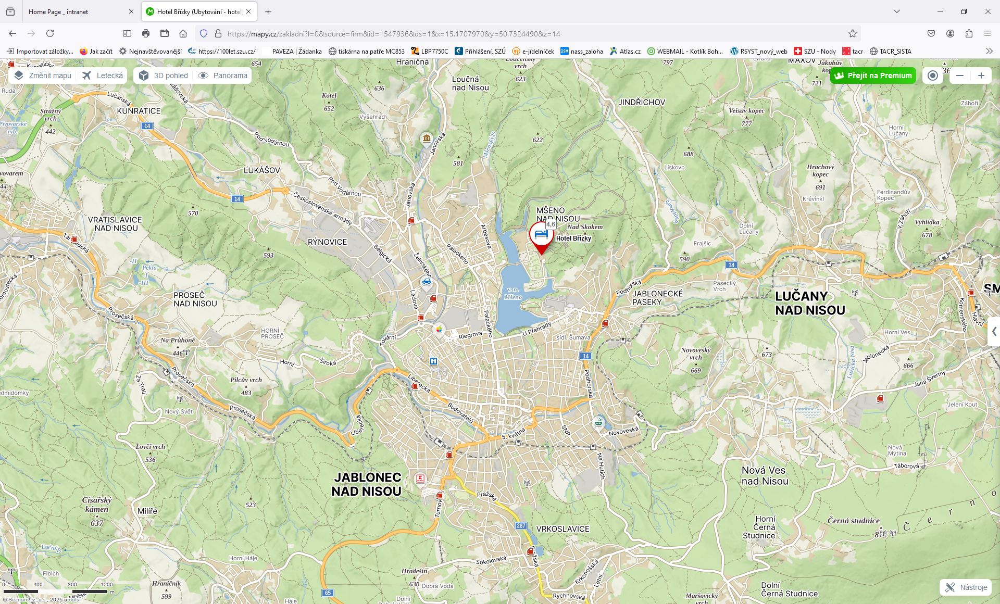 Home Page _ intranet
Hotel Břízky (Ubytování - hotel)
https://mapy.cz/zakladni?l=0&source=firm&id=1547936&ds=1&x=15.1707970&y=50.7324490&z=14
Importovat záložky...
Jak začít
Nejnavštěvovanější
https://100let.szu.cz/
PAVEZA | Žádanka
tiskárna na patře MC853
LBP7750C
Přihlášení, SZÚ
e-jídelníček
nass_zaloha
Atlas.cz
WEBMAIL - Kotlík Boh...
RSYST_nový_web
SZU - Nody
tacr
TACR_SISTA
Změnit mapu
Letecká
3D pohled
Panorama
Přejít na Premium
654
Hraničná
vrch
623
797
MAXOV
Jakubův
721
Ruda
Lučanská
KUNRATICE
14
Strážný
vrch
442
Pivovarské
ryb.
Kotel
652
636
Vyšehrad
Loučná
nad Nisou
JINDŘICHOV
Veisův kopec
777
Záhoří
Horní
Lučany
Pod Vodárnou
Janovská
Mšenský p.
622
581
688
Lískovo
Hrachový
kopec
691
Krévinkl
Ferdinandův
Kopec
LUKÁŠOV
Pod Vodárnou
Janovská
14
Československé armády
570
VRATISLAVICE
NAD NISOU
RÝNOVICE
593
Belgická
Želivského
Palackého
Arbesova
MŠENO
NAD NISOU
4,6
Nad Skokem
Hotel Břízky
Dolní
Lučany
Frajšic
590
14
V Záhoří
Vyhlídka
678
Peklo-
-II
-I
-III
PROSEČ
NAD NISOU
Prosečská
Ladova
Palackého
v. n.
Mšeno
Podhorská
JABLONECKÉ
PASEKY
Pasecký
Vrch
LUČANY
NAD NISOU
SM
Komenského
Hlavní
HORNÍ
PROSEČ
Na Průhoně
446
Tovární
Riegrova
U Přehrady
sídl. Šumava
Horní Ves
Novoveský
vrch
669
673
666
Jablonecká
Lužická Nisa
Jana Švermy
Horní
Široká
14
Podhorská
Za Tratí
Prosečská
Pilcův vrch
483
Liberecká
Budovatelů
Nový Svět
Prosečská
Liberecká
5. května
SNP
Novoveská
Jelení Kout
Lovčí vrch
536
Na Hutích
Nová
Mýtina
Táborová
JABLONEC
NAD NISOU
Nová Ves
nad Nisou
Císařský
kámen
637
Milíře
523
Pražská
287
VRKOSLAVICE
Horní
Černá
Studnice
Černá studnice
Č e r n o
Luční p.
Horní Háje
Sokolovská
Krkonošská
Letní
Fibich
Hraničník
599
Hradešín
630
Dobrá Voda
65
Háje
Dolní
Rychnovská
Maršovický
vrch
Dolní
Černá Studnice
Nástroje
0 400 800 1200
m
© Seznam.cz, a.s., 2025 a další